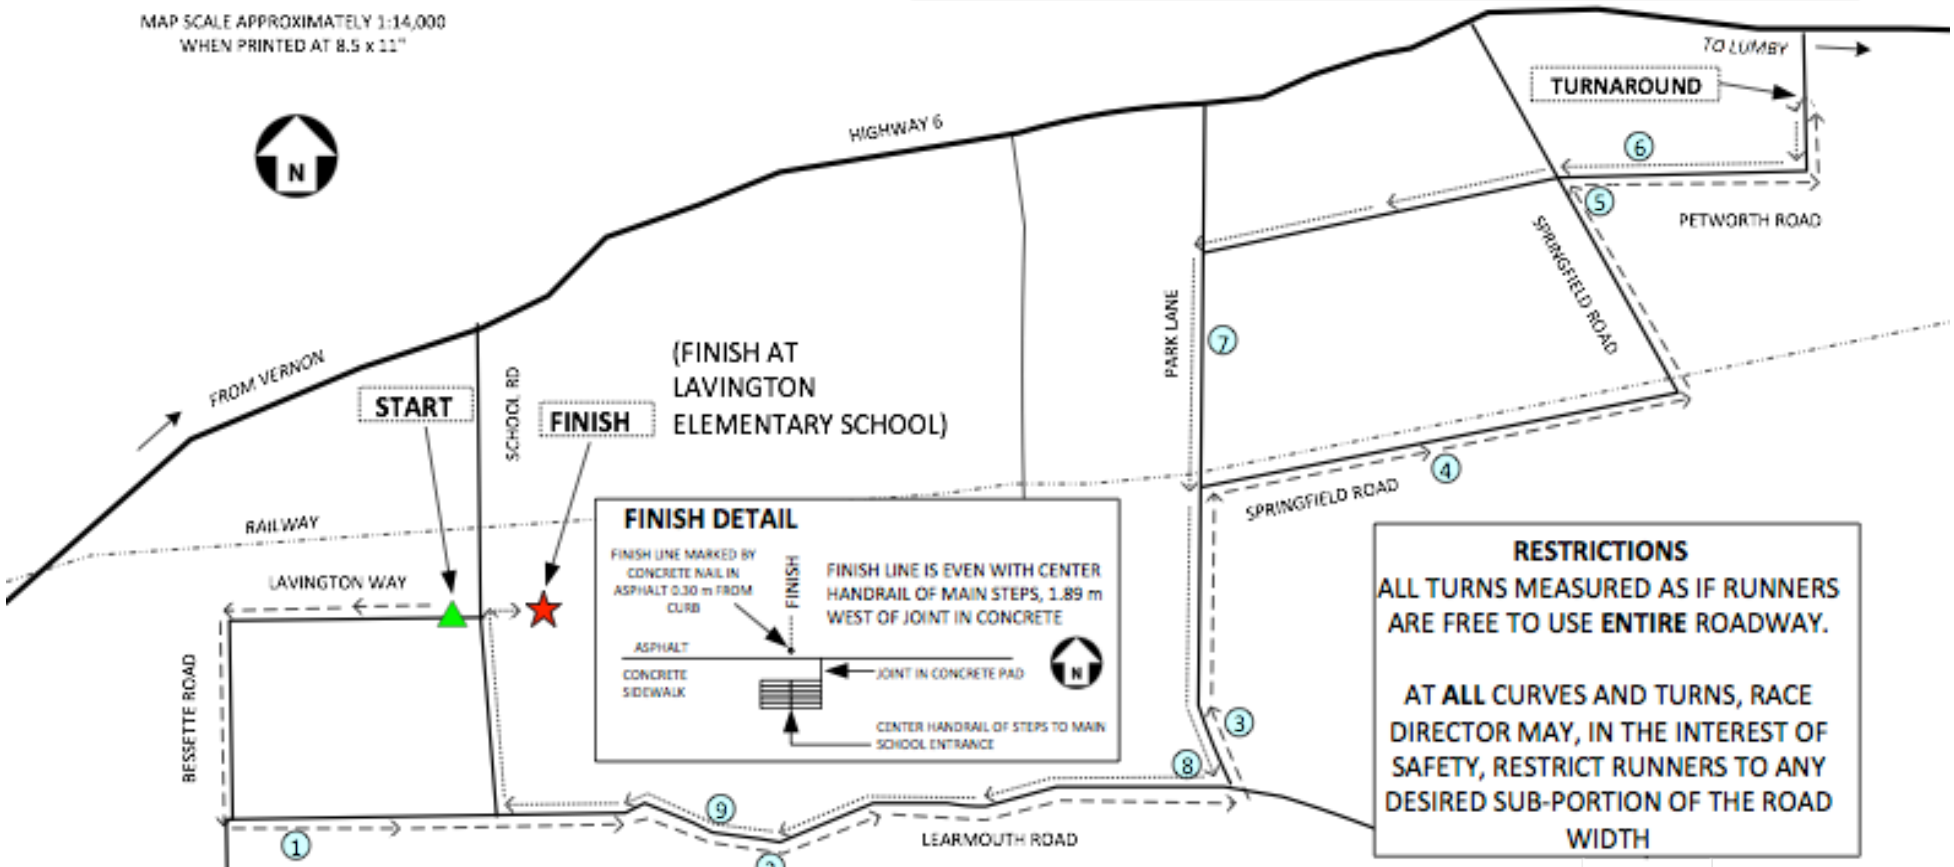 MAP SCALE APPROXIMATELY 1:14,000
WHEN PRINTED AT 8.5 x 11"
N
HIGHWAY 6
TO LUMBY
TURNAROUND
6
5
PETWORTH ROAD
SPRINGFIELD ROAD
PARK LANE
7
FROM VERNON
START
SCHOOL RD
FINISH
(FINISH AT
LAVINGTON
ELEMENTARY SCHOOL)
4
SPRINGFIELD ROAD
RAILWAY
LAVINGTON WAY
BESSETTE ROAD
FINISH DETAIL
FINISH LINE MARKED BY
CONCRETE NAIL IN
ASPHALT 0.30 m FROM
CURB
FINISH
FINISH LINE IS EVEN WITH CENTER
HANDRAIL OF MAIN STEPS, 1.89 m
WEST OF JOINT IN CONCRETE
ASPHALT
CONCRETE
SIDEWALK
JOINT IN CONCRETE PAD
N
CENTER HANDRAIL OF STEPS TO MAIN
SCHOOL ENTRANCE
RESTRICTIONS
ALL TURNS MEASURED AS IF RUNNERS
ARE FREE TO USE ENTIRE ROADWAY.
AT ALL CURVES AND TURNS, RACE
DIRECTOR MAY, IN THE INTEREST OF
SAFETY, RESTRICT RUNNERS TO ANY
DESIRED SUB-PORTION OF THE ROAD
WIDTH
3
8
9
1
LEARMOUTH ROAD